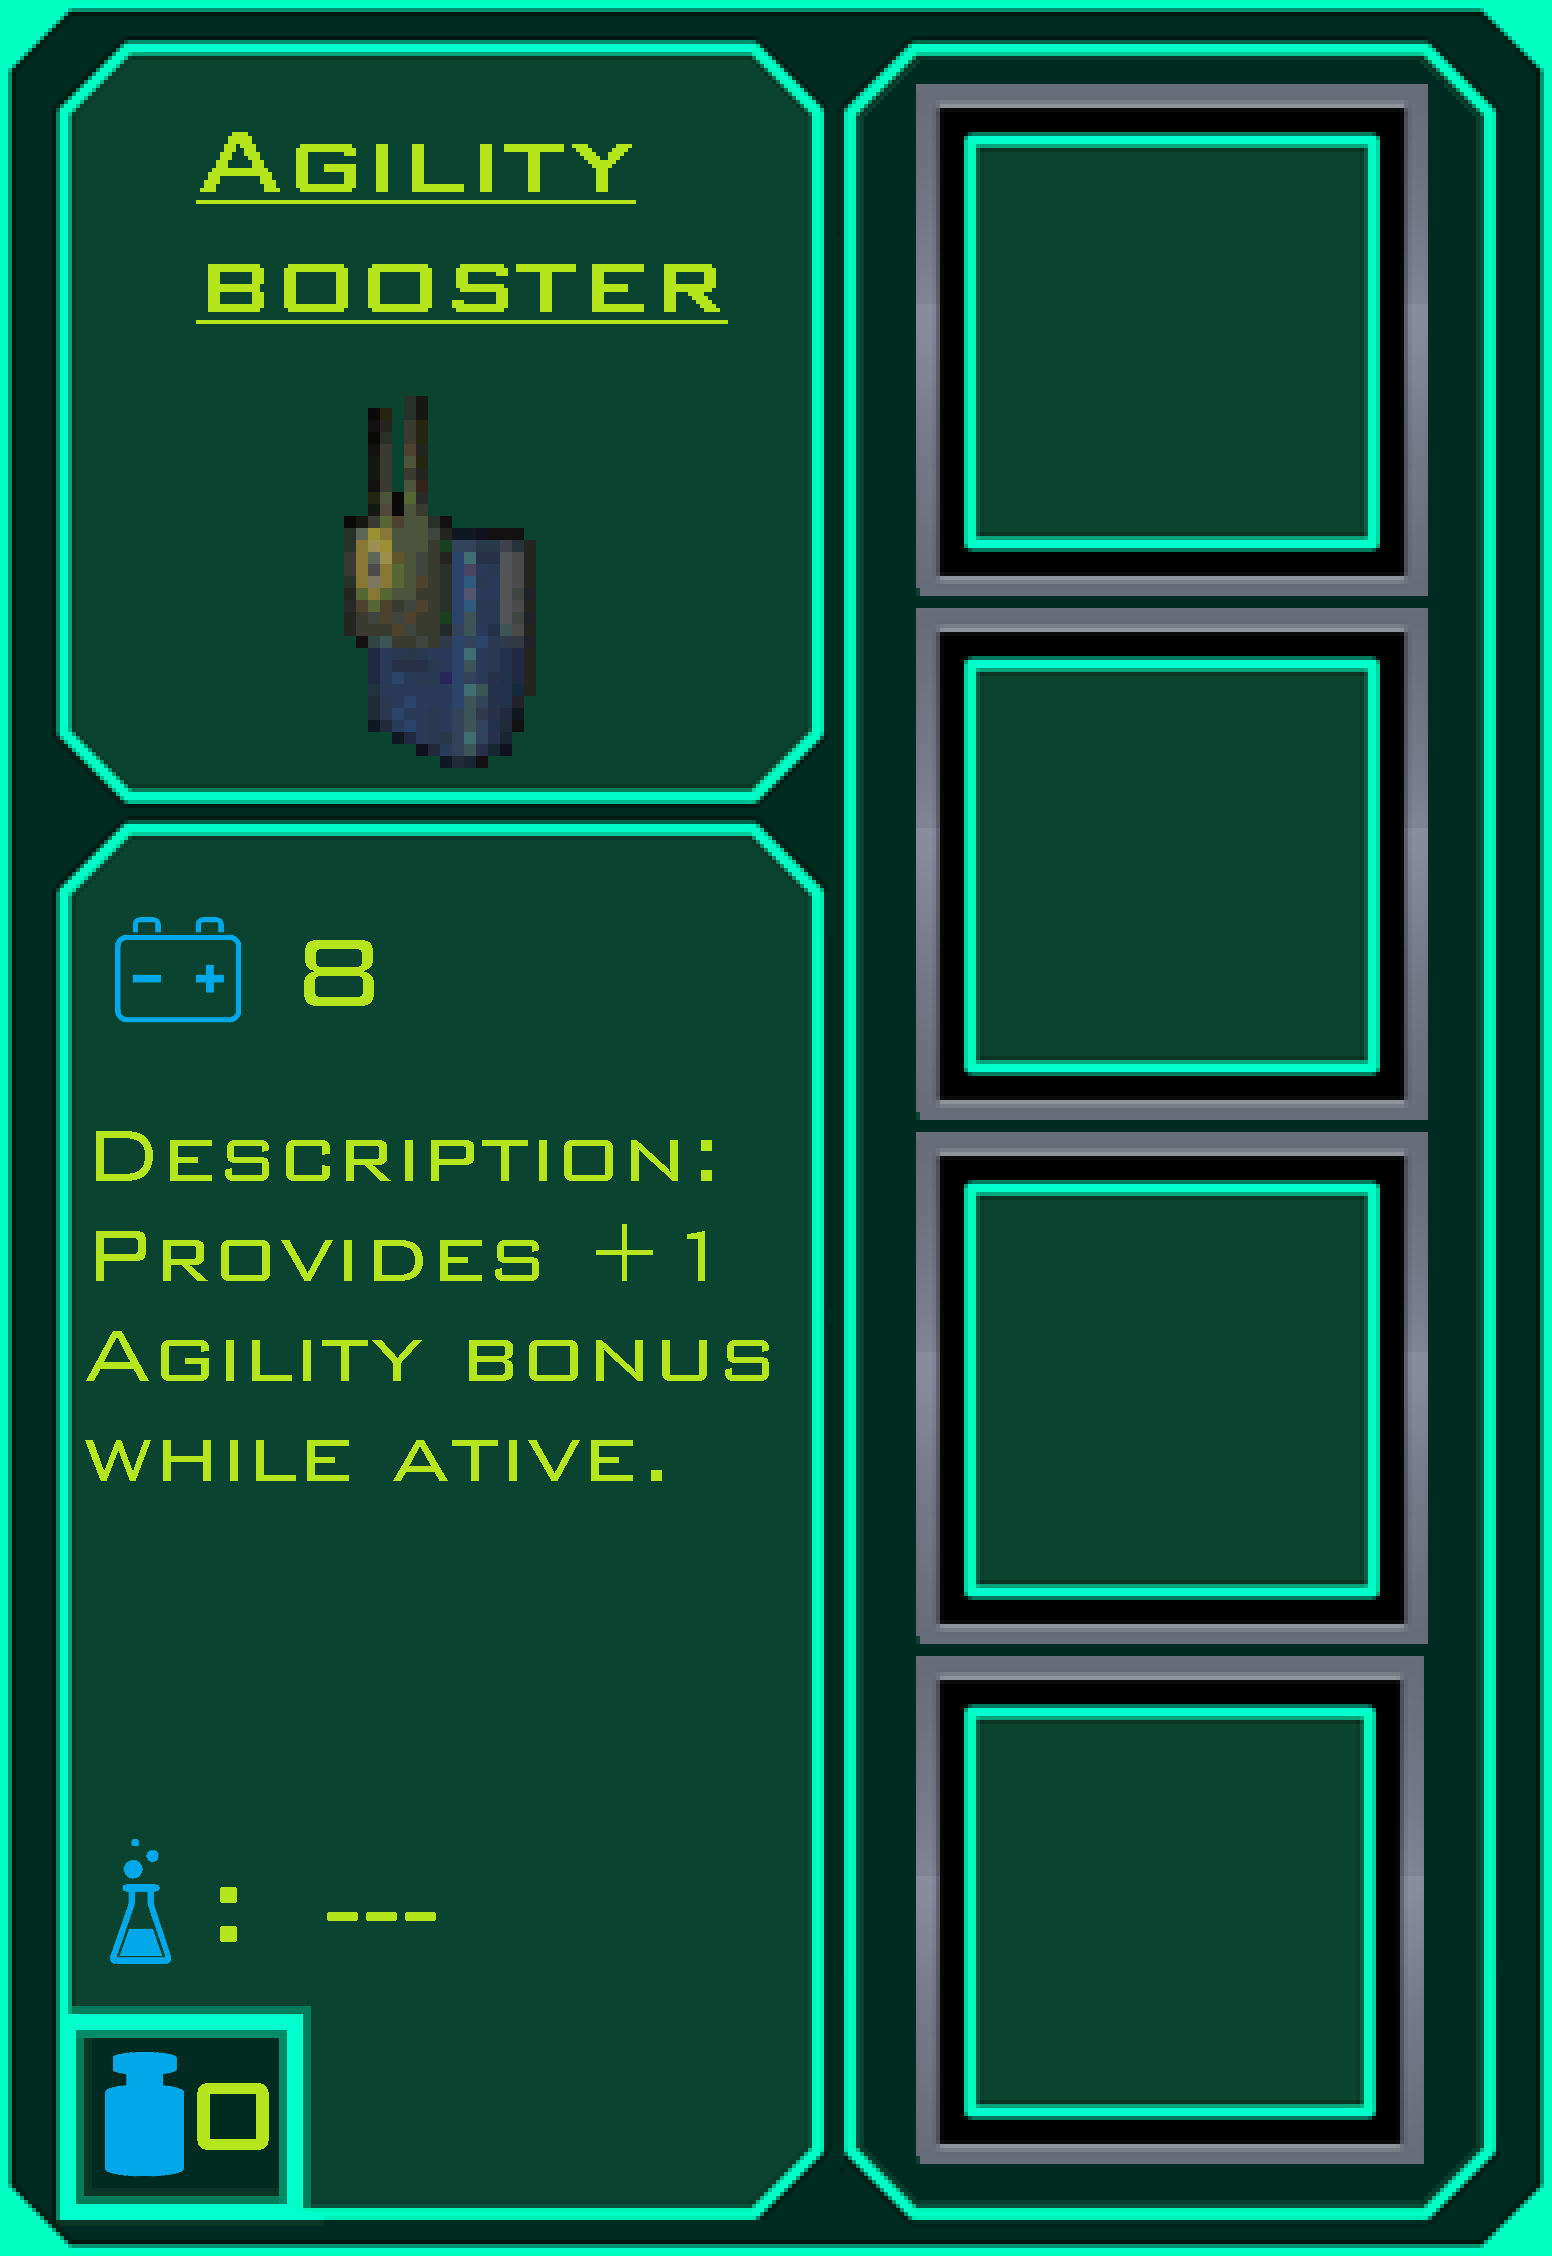 Agility
booster
8
Description:
Provides +1
Agility bonus
while ative.
: ---
0